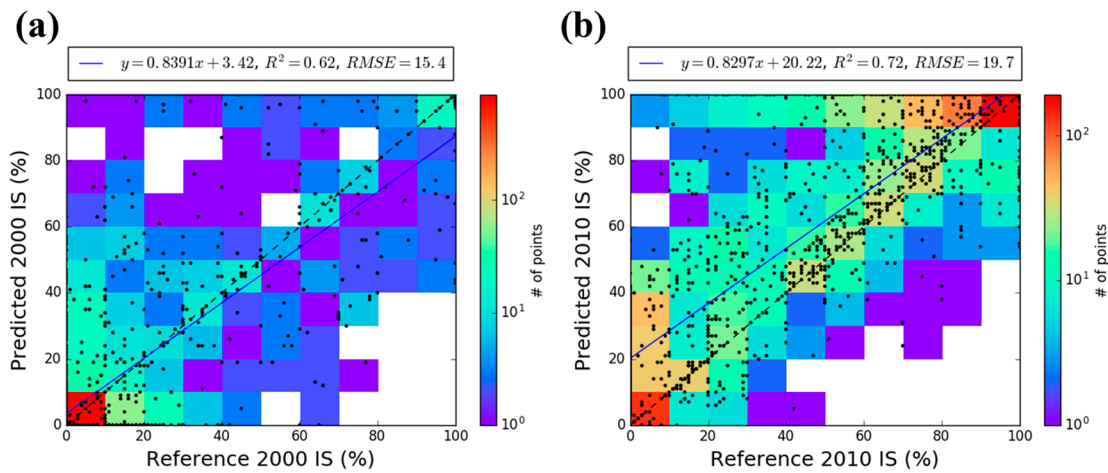 (a)
y=0.8391x+3.42, R²=0.62, RMSE=15.4
100
80
60
40
20
0
0 20 40 60 80 100
Predicted 2000 IS (%)
Reference 2000 IS (%)
10²
10¹
10⁰
# of points
(b)
y=0.8297x+20.22, R²=0.72, RMSE=19.7
100
80
60
40
20
0
0 20 40 60 80 100
Predicted 2010 IS (%)
Reference 2010 IS (%)
10²
10¹
10⁰
# of points